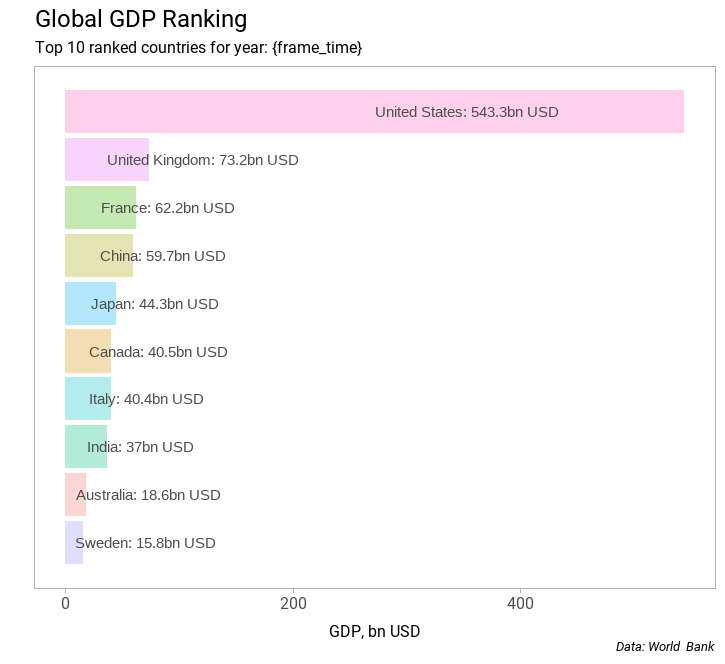 Global GDP Ranking
Top 10 ranked countries for year: {frame_time}
United States: 543.3bn USD
United Kingdom: 73.2bn USD
France: 62.2bn USD
China: 59.7bn USD
Japan: 44.3bn USD
Canada: 40.5bn USD
Italy: 40.4bn USD
India: 37bn USD
Australia: 18.6bn USD
Sweden: 15.8bn USD
0 200 400
GDP, bn USD
Data: World Bank